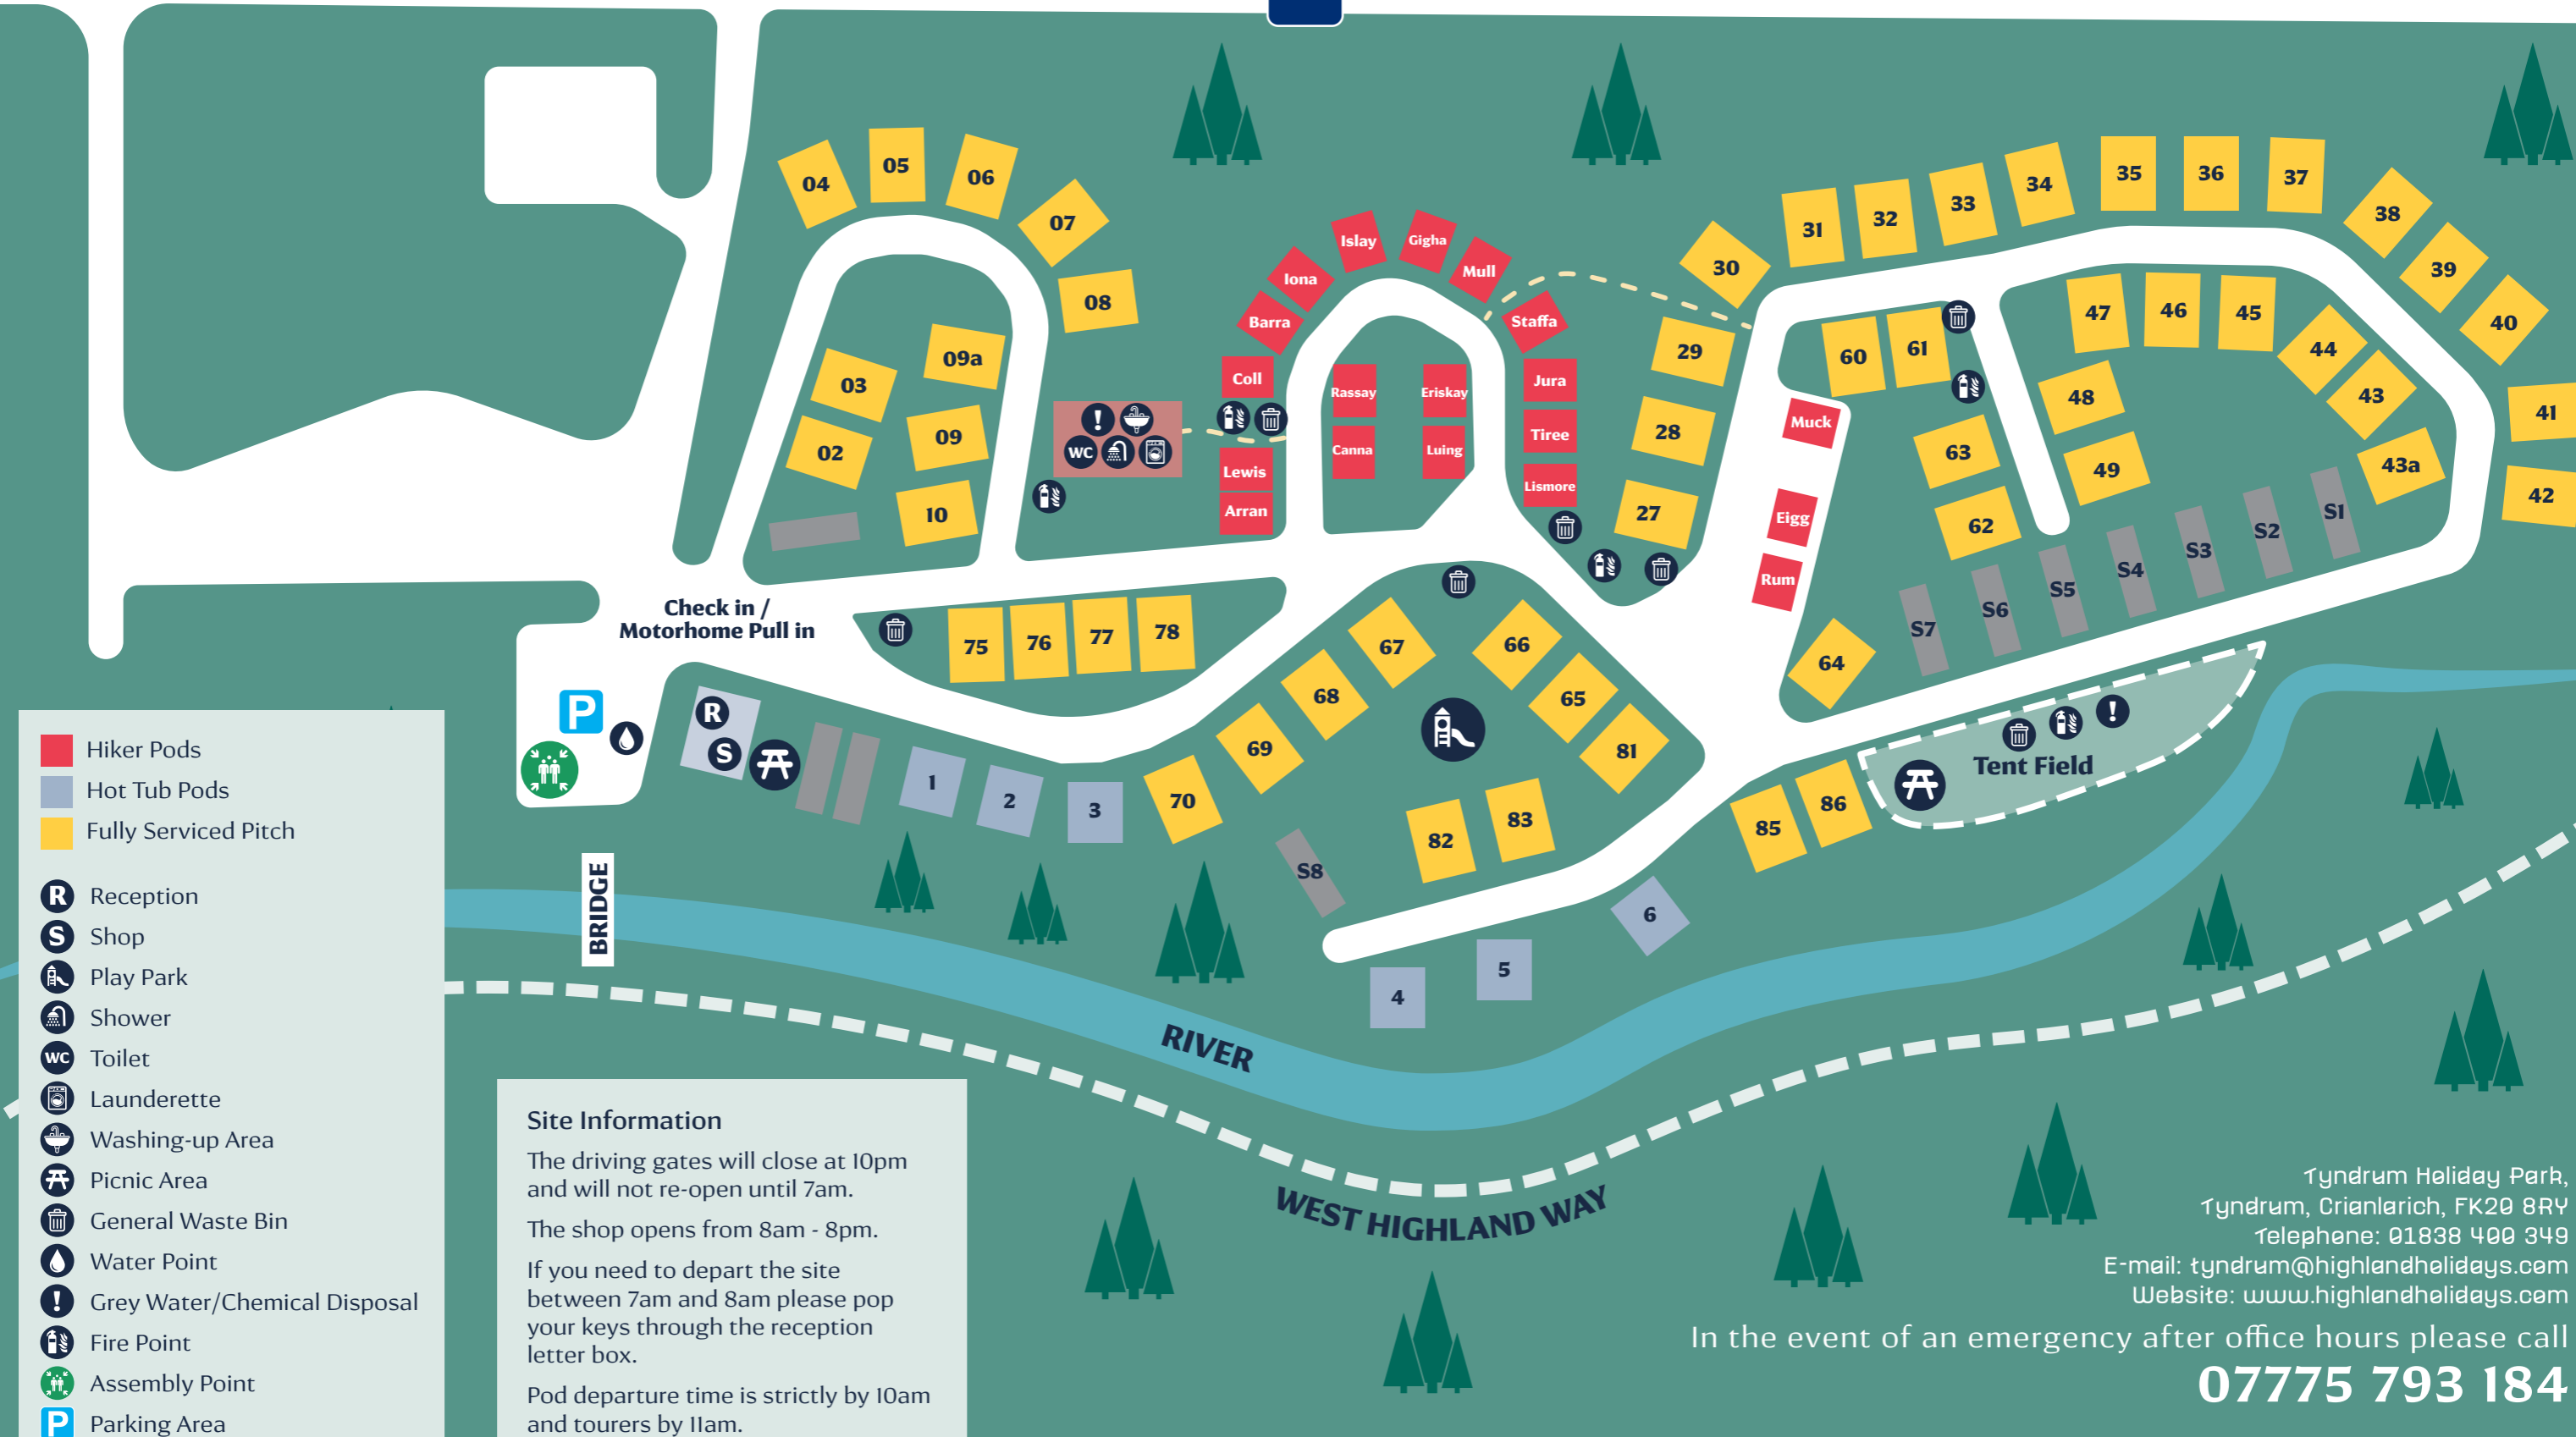 04
05
06
07
08
09a
03
02
09
10
WC
Islay
Gigha
Iona
Mull
Barra
Staffa
Coll
Rassay
Eriskay
Jura
Canna
Luing
Tiree
Lewis
Lismore
Arran
30
29
28
27
31
32
33
34
35
36
37
38
39
40
41
42
60
61
47
46
45
44
43
43a
48
49
63
62
Muck
Eigg
Rum
64
S7
S6
S5
S4
S3
S2
S1
Check in /
Motorhome Pull in
75
76
77
78
P
R
S
1
2
3
70
69
68
67
66
65
81
82
83
S8
85
86
Tent Field
4
5
6
BRIDGE
RIVER
WEST HIGHLAND WAY
Hiker Pods
Hot Tub Pods
Fully Serviced Pitch
R Reception
S Shop
Play Park
Shower
WC Toilet
Launderette
Washing-up Area
Picnic Area
General Waste Bin
Water Point
! Grey Water/Chemical Disposal
Fire Point
Assembly Point
P Parking Area
Site Information
The driving gates will close at 10pm
and will not re-open until 7am.
The shop opens from 8am - 8pm.
If you need to depart the site
between 7am and 8am please pop
your keys through the reception
letter box.
Pod departure time is strictly by 10am
and tourers by 11am.
Tyndrum Holiday Park,
Tyndrum, Crianlarich, FK20 8RY
Telephone: 01838 400 349
E-mail: tyndrum@highlandholidays.com
Website: www.highlandholidays.com
In the event of an emergency after office hours please call
07775 793 184